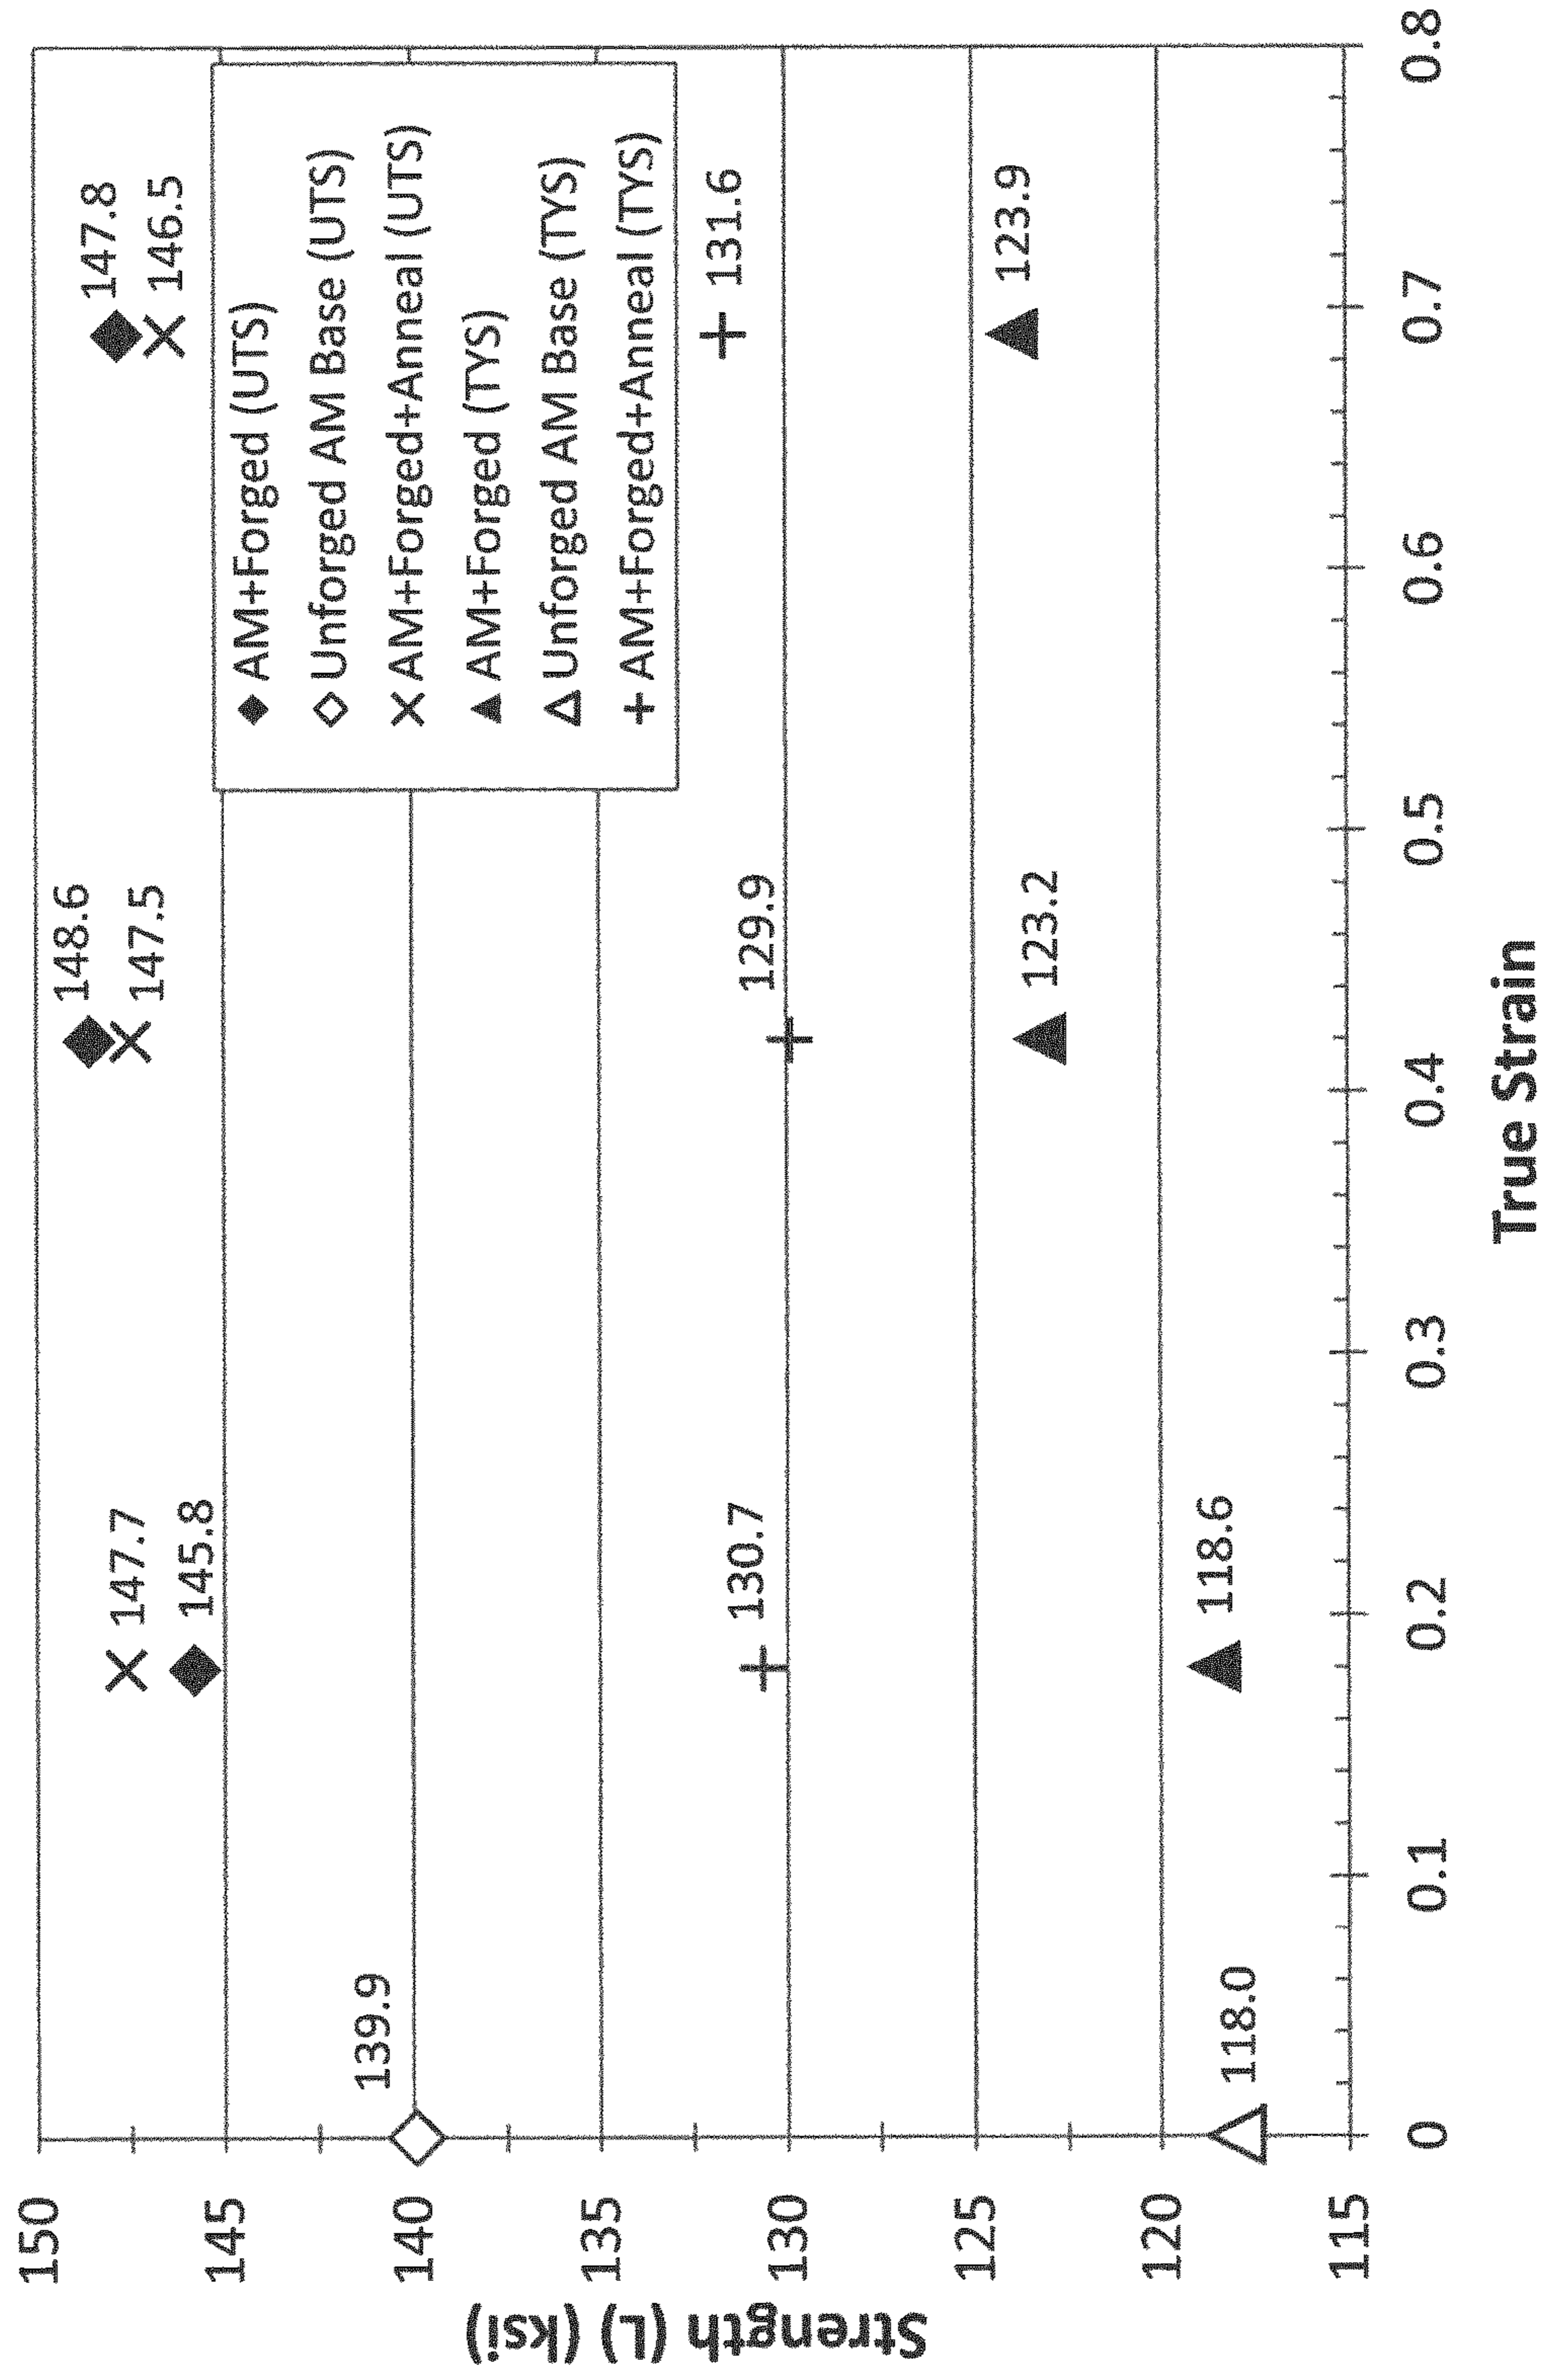 150
145
140
135
130
125
120
115
Strength (L) (ksi)
139.9
118.0
147.7
145.8
130.7
118.6
148.6
147.5
129.9
123.2
147.8
146.5
131.6
123.9
AM+Forged (UTS)
Unforged AM Base (UTS)
AM+Forged+Anneal (UTS)
AM+Forged (TYS)
Unforged AM Base (TYS)
AM+Forged+Anneal (TYS)
0 0.1 0.2 0.3 0.4 0.5 0.6 0.7 0.8
True Strain